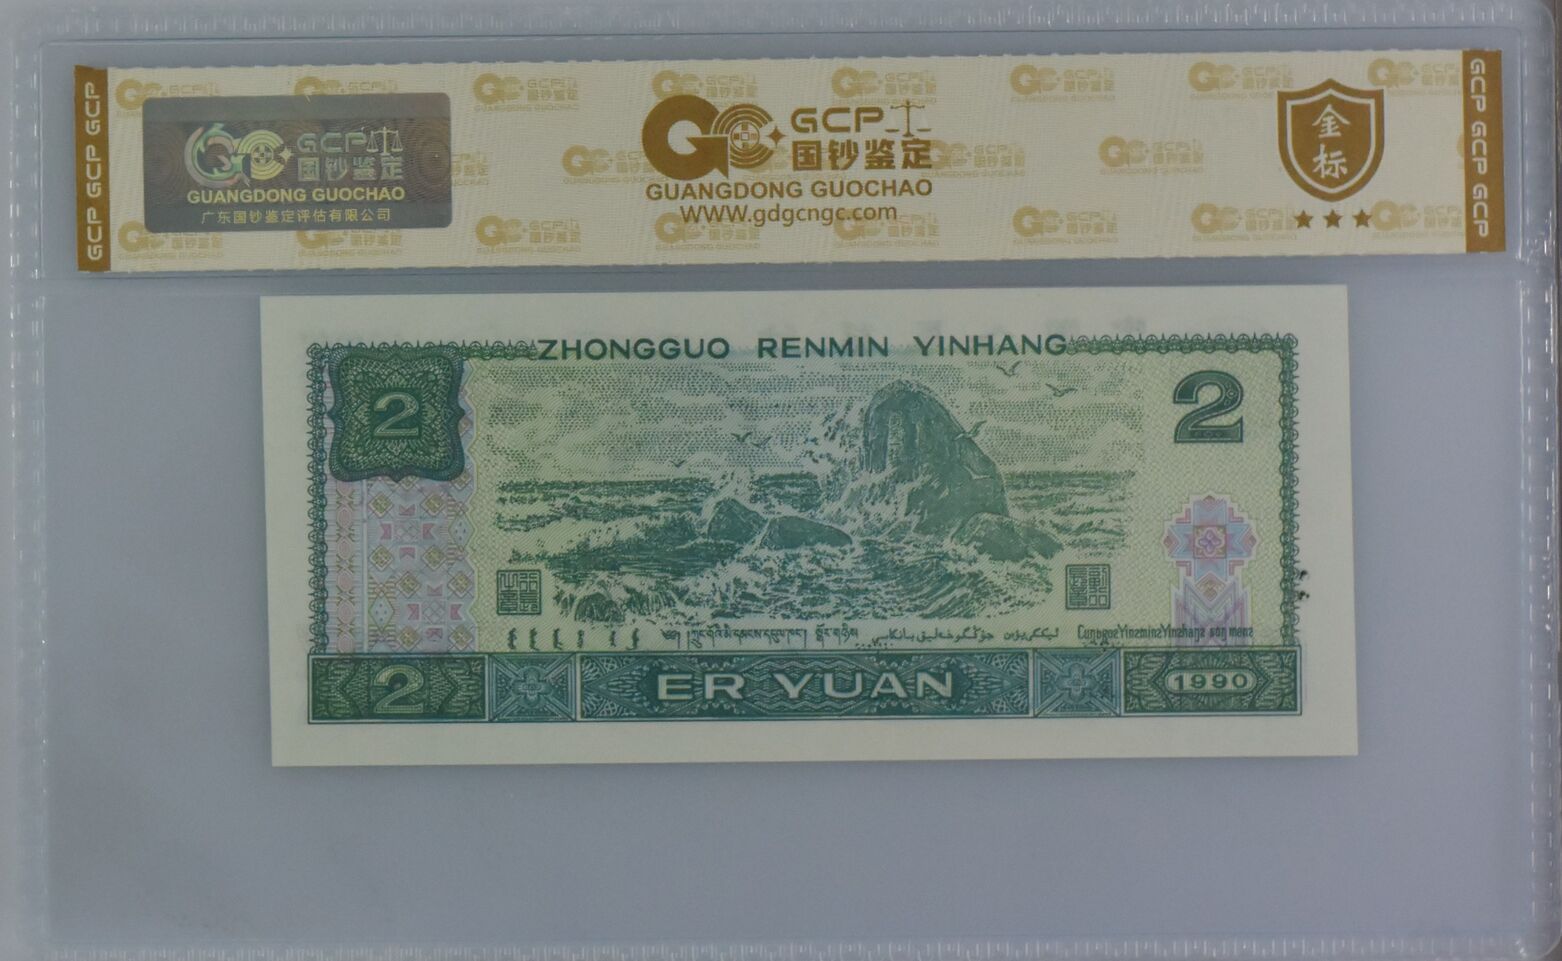 GCP GCP GCP
GCP
国钞鉴定
GUANGDONG GUOCHAO
广东国钞鉴定评估有限公司
GCP
国钞鉴定
GUANGDONG GUOCHAO
WWW.gdgcngc.com
金标
GCP GCP GCP
ZHONGGUO RENMIN YINHANG
2
2
2
ER YUAN
1990